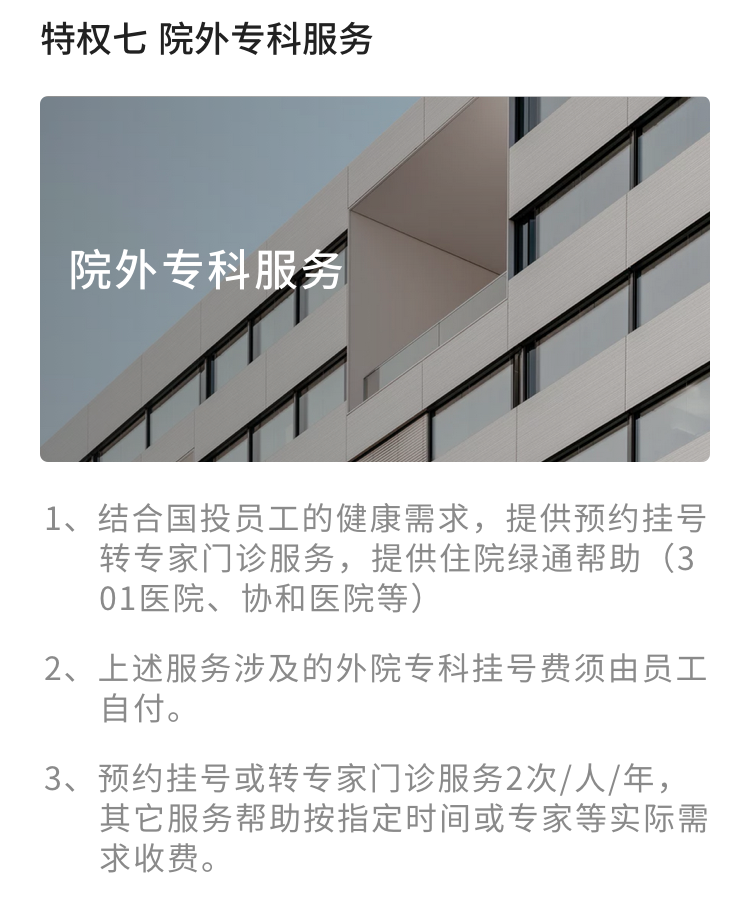 特权七 院外专科服务
院外专科服务
1、结合国投员工的健康需求，提供预约挂号
转专家门诊服务，提供住院绿通帮助（3
01医院、协和医院等）
2、上述服务涉及的外院专科挂号费须由员工
自付。
3、预约挂号或转专家门诊服务2次/人/年，
其它服务帮助按指定时间或专家等实际需
求收费。